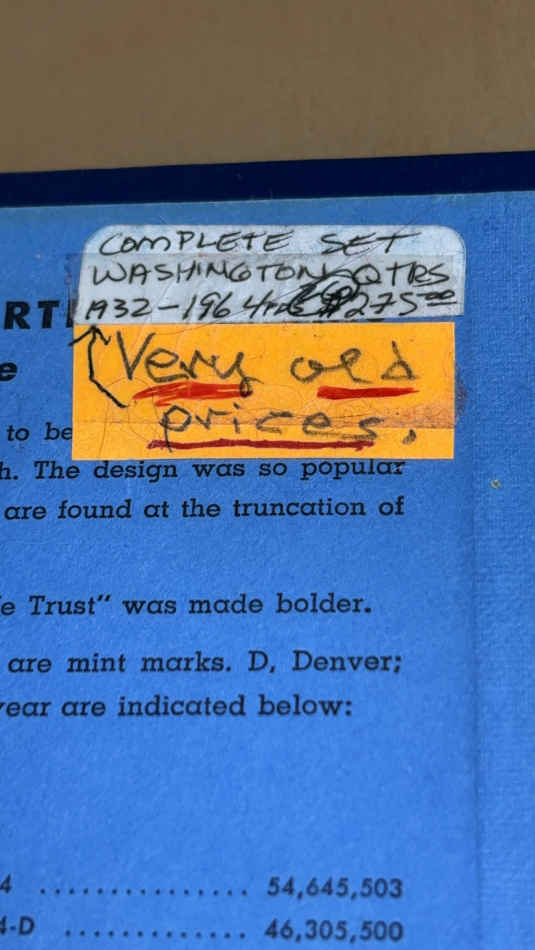 COMPLETE SET
WASHINGTON QTRS
1932-1964 $275.00
Very old
prices.
RT
e
to be
h. The design was so popular
are found at the truncation of
e Trust" was made bolder.
are mint marks. D, Denver;
year are indicated below:
4 ............... 54,645,503
4-D ............. 46,305,500